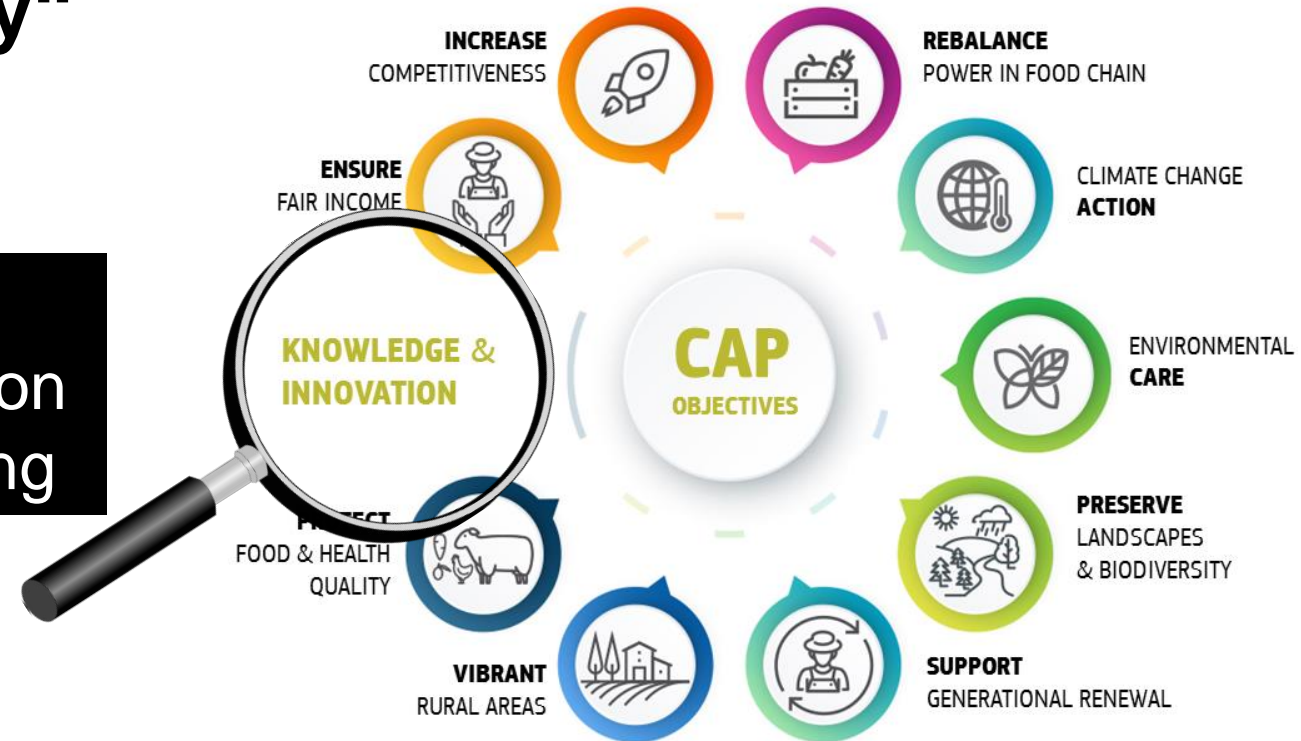 y"
on
ng
INCREASE
COMPETITIVENESS
REBALANCE
POWER IN FOOD CHAIN
ENSURE
FAIR INCOME
CLIMATE CHANGE
ACTION
KNOWLEDGE &
INNOVATION
CAP
OBJECTIVES
ENVIRONMENTAL
CARE
PROTECT
FOOD & HEALTH
QUALITY
PRESERVE
LANDSCAPES
& BIODIVERSITY
VIBRANT
RURAL AREAS
SUPPORT
GENERATIONAL RENEWAL